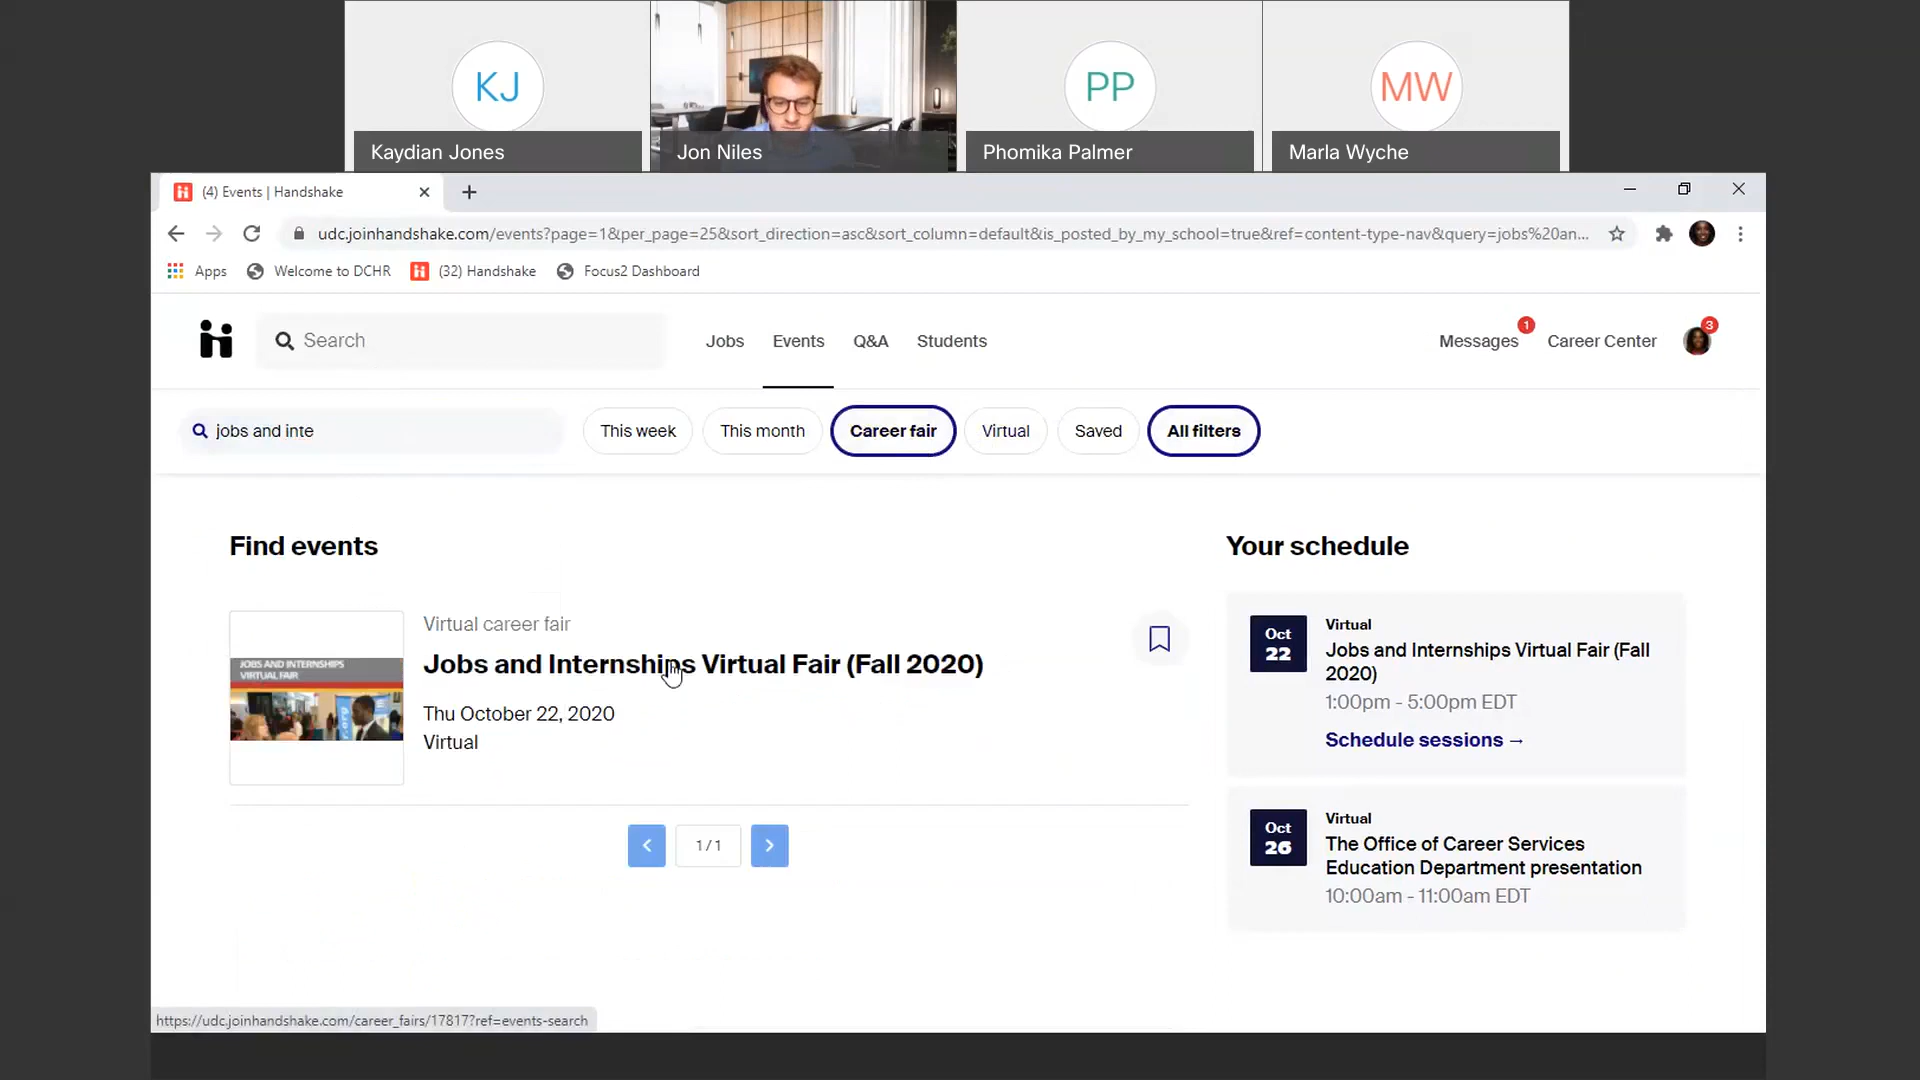 KJ
PP
MW
Kaydian Jones
Jon Niles
Phomika Palmer
Marla Wyche
(4) Events | Handshake
udc.joinhandshake.com/events?page=1&per_page=25&sort_direction=asc&sort_column=default&is_posted_by_my_school=true&ref=content-type-nav&query=jobs%20an...
Apps
Welcome to DCHR
(32) Handshake
Focus2 Dashboard
Search
Jobs
Events
Q&A
Students
Messages
1
Career Center
3
jobs and inte
This week
This month
Career fair
Virtual
Saved
All filters
Find events
JOBS AND INTERNSHIPS
VIRTUAL FAIR
Virtual career fair
Jobs and Internships Virtual Fair (Fall 2020)
Thu October 22, 2020
Virtual
1 / 1
Your schedule
Oct
22
Virtual
Jobs and Internships Virtual Fair (Fall
2020)
1:00pm - 5:00pm EDT
Schedule sessions →
Oct
26
Virtual
The Office of Career Services
Education Department presentation
10:00am - 11:00am EDT
https://udc.joinhandshake.com/career_fairs/17817?ref=events-search